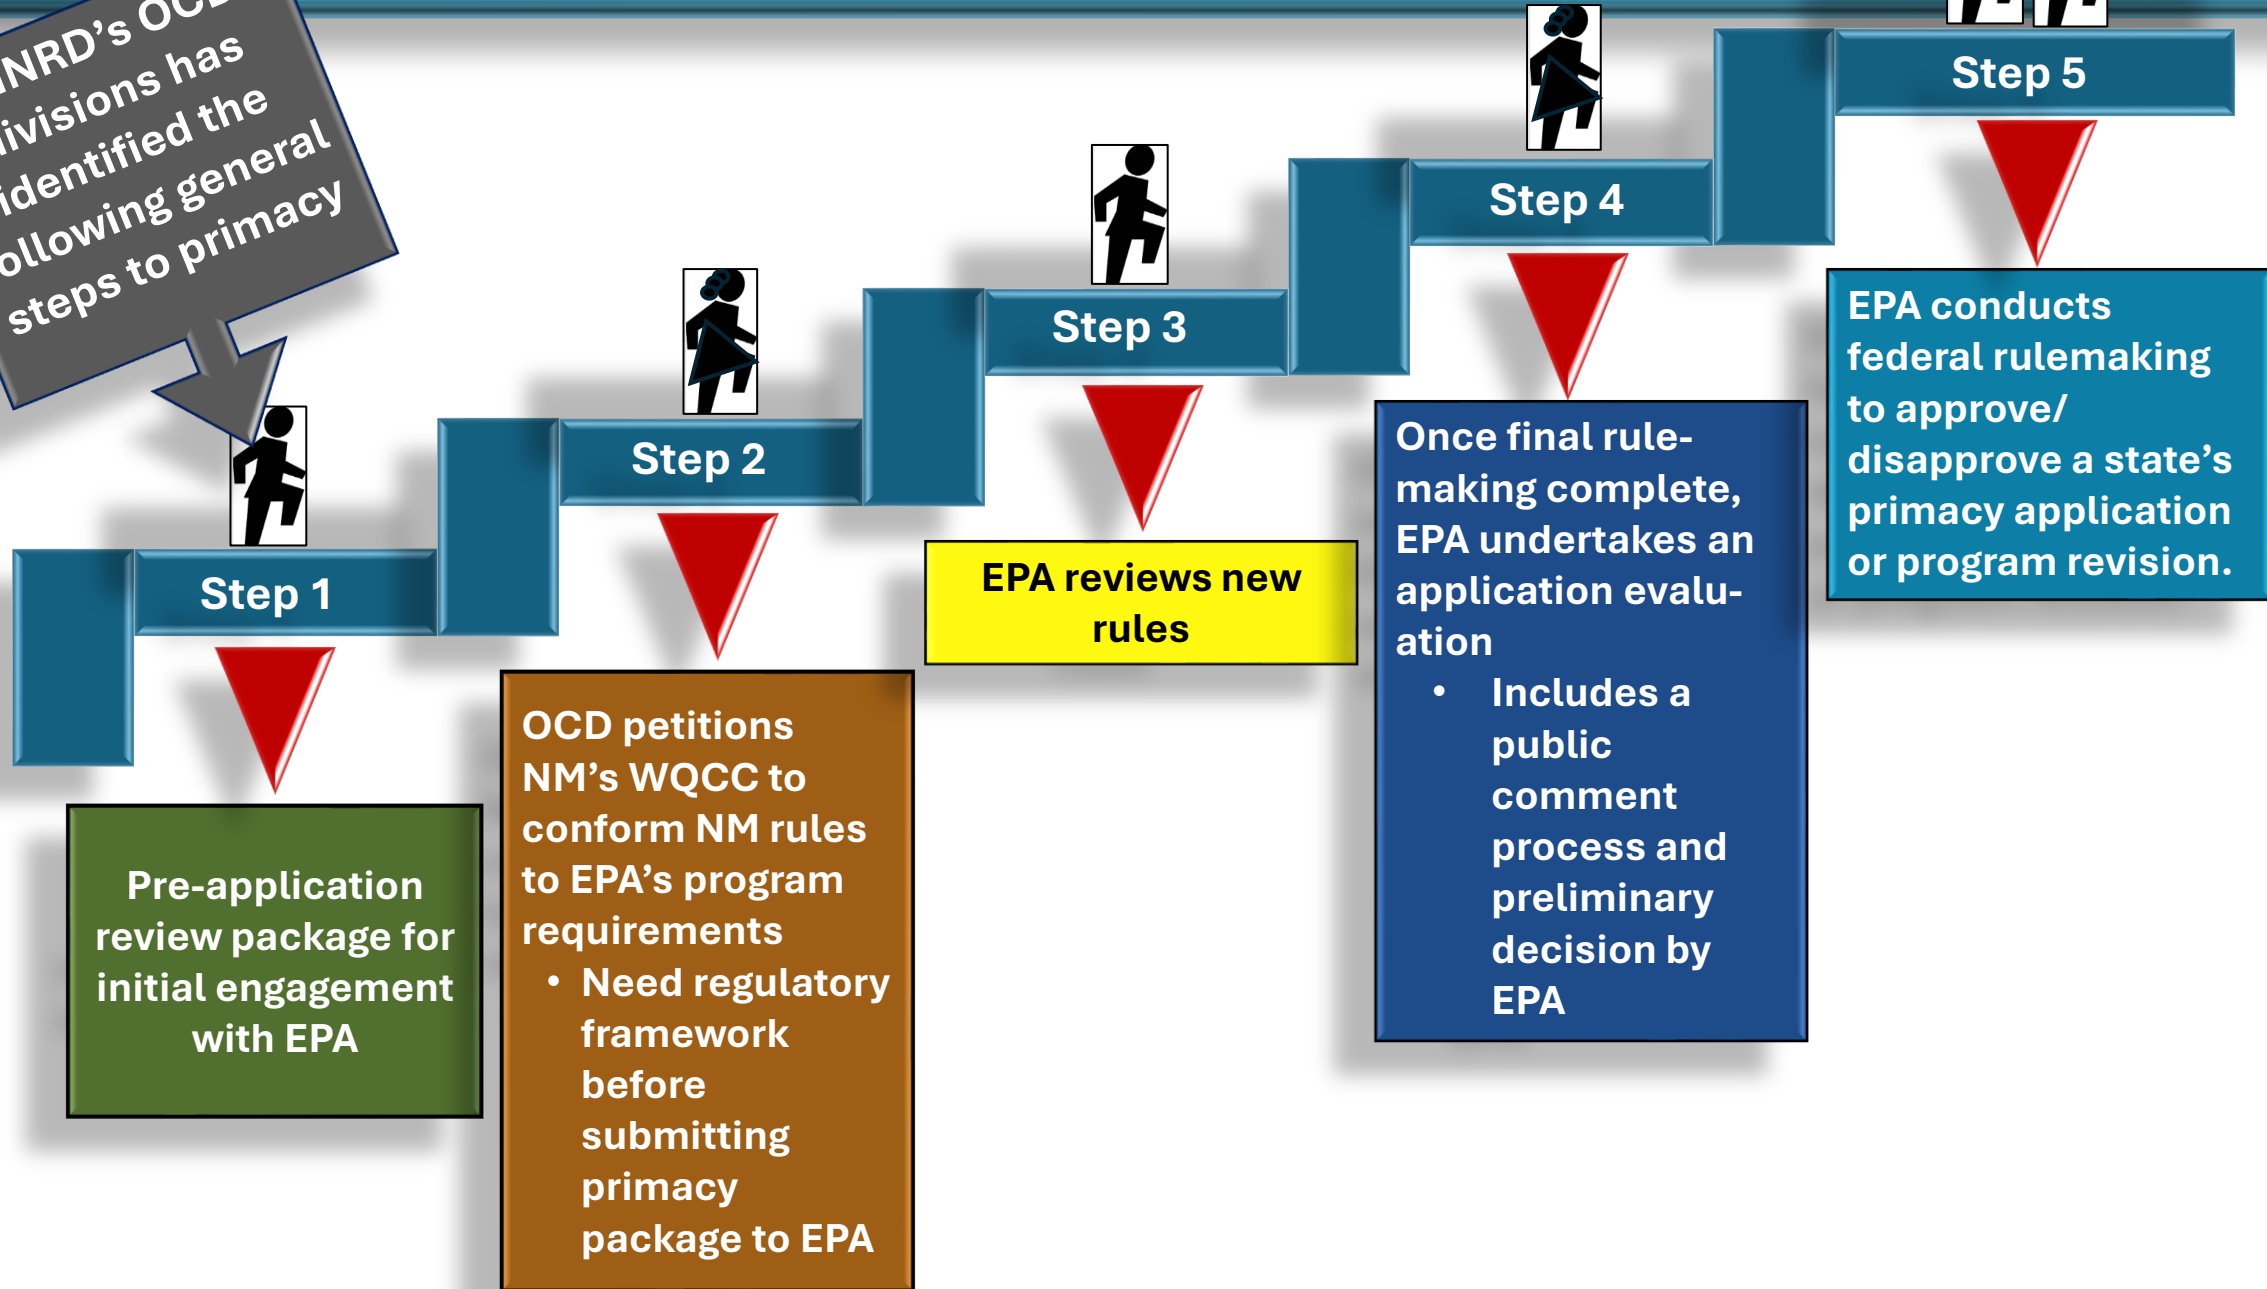 divisions has
identified the
following general
steps to primacy
Step 1
Pre-application
review package for
initial engagement
with EPA
Step 2
OCD petitions
NM’s WQCC to
conform NM rules
to EPA’s program
requirements
• Need regulatory
framework
before
submitting
primacy
package to EPA
Step 3
EPA reviews new
rules
Step 4
Once final rule-
making complete,
EPA undertakes an
application evalu-
ation
• Includes a
public
comment
process and
preliminary
decision by
EPA
Step 5
EPA conducts
federal rulemaking
to approve/
disapprove a state’s
primacy application
or program revision.